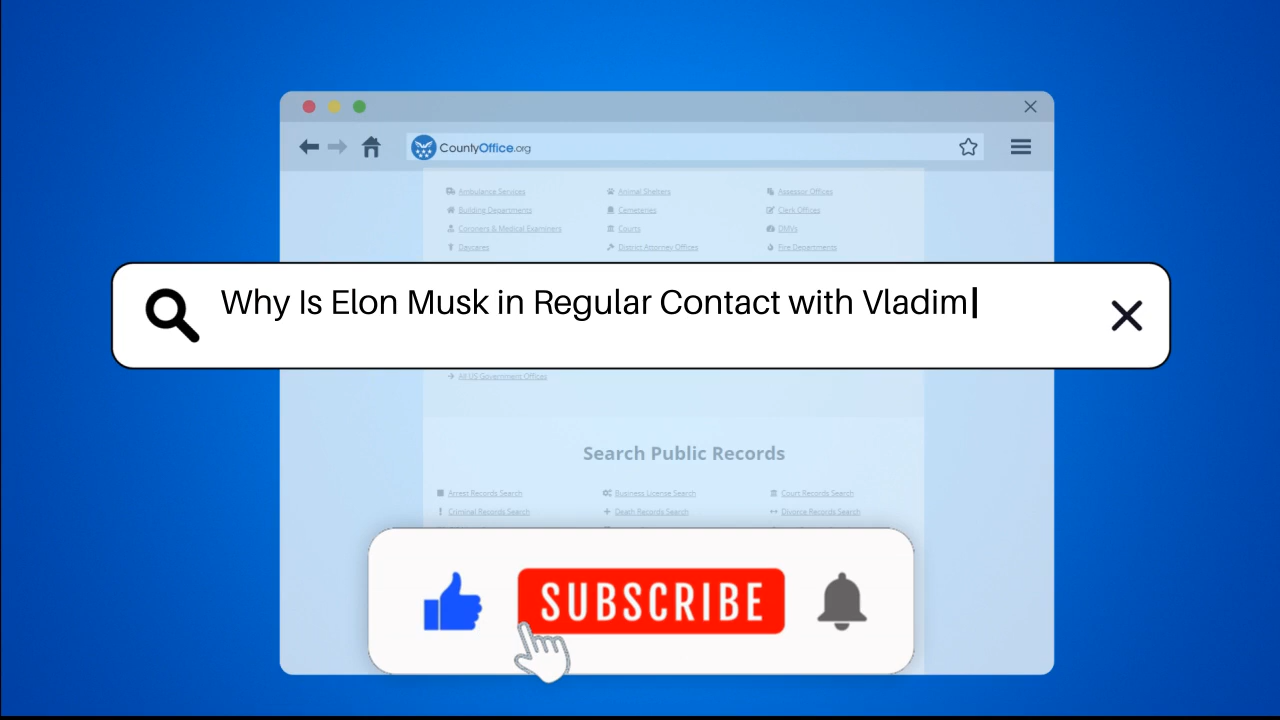 CountyOffice.org
Ambulance Services Animal Shelters Assessor Offices
Building Departments Cemeteries Clerk Offices
Coroners & Medical Examiners Courts DMVs
Daycares District Attorney Offices Fire Departments
Why Is Elon Musk in Regular Contact with Vladim
All US Government Offices
Search Public Records
Arrest Records Search Business License Search Court Records Search
Criminal Records Search Death Records Search Divorce Records Search
SUBSCRIBE